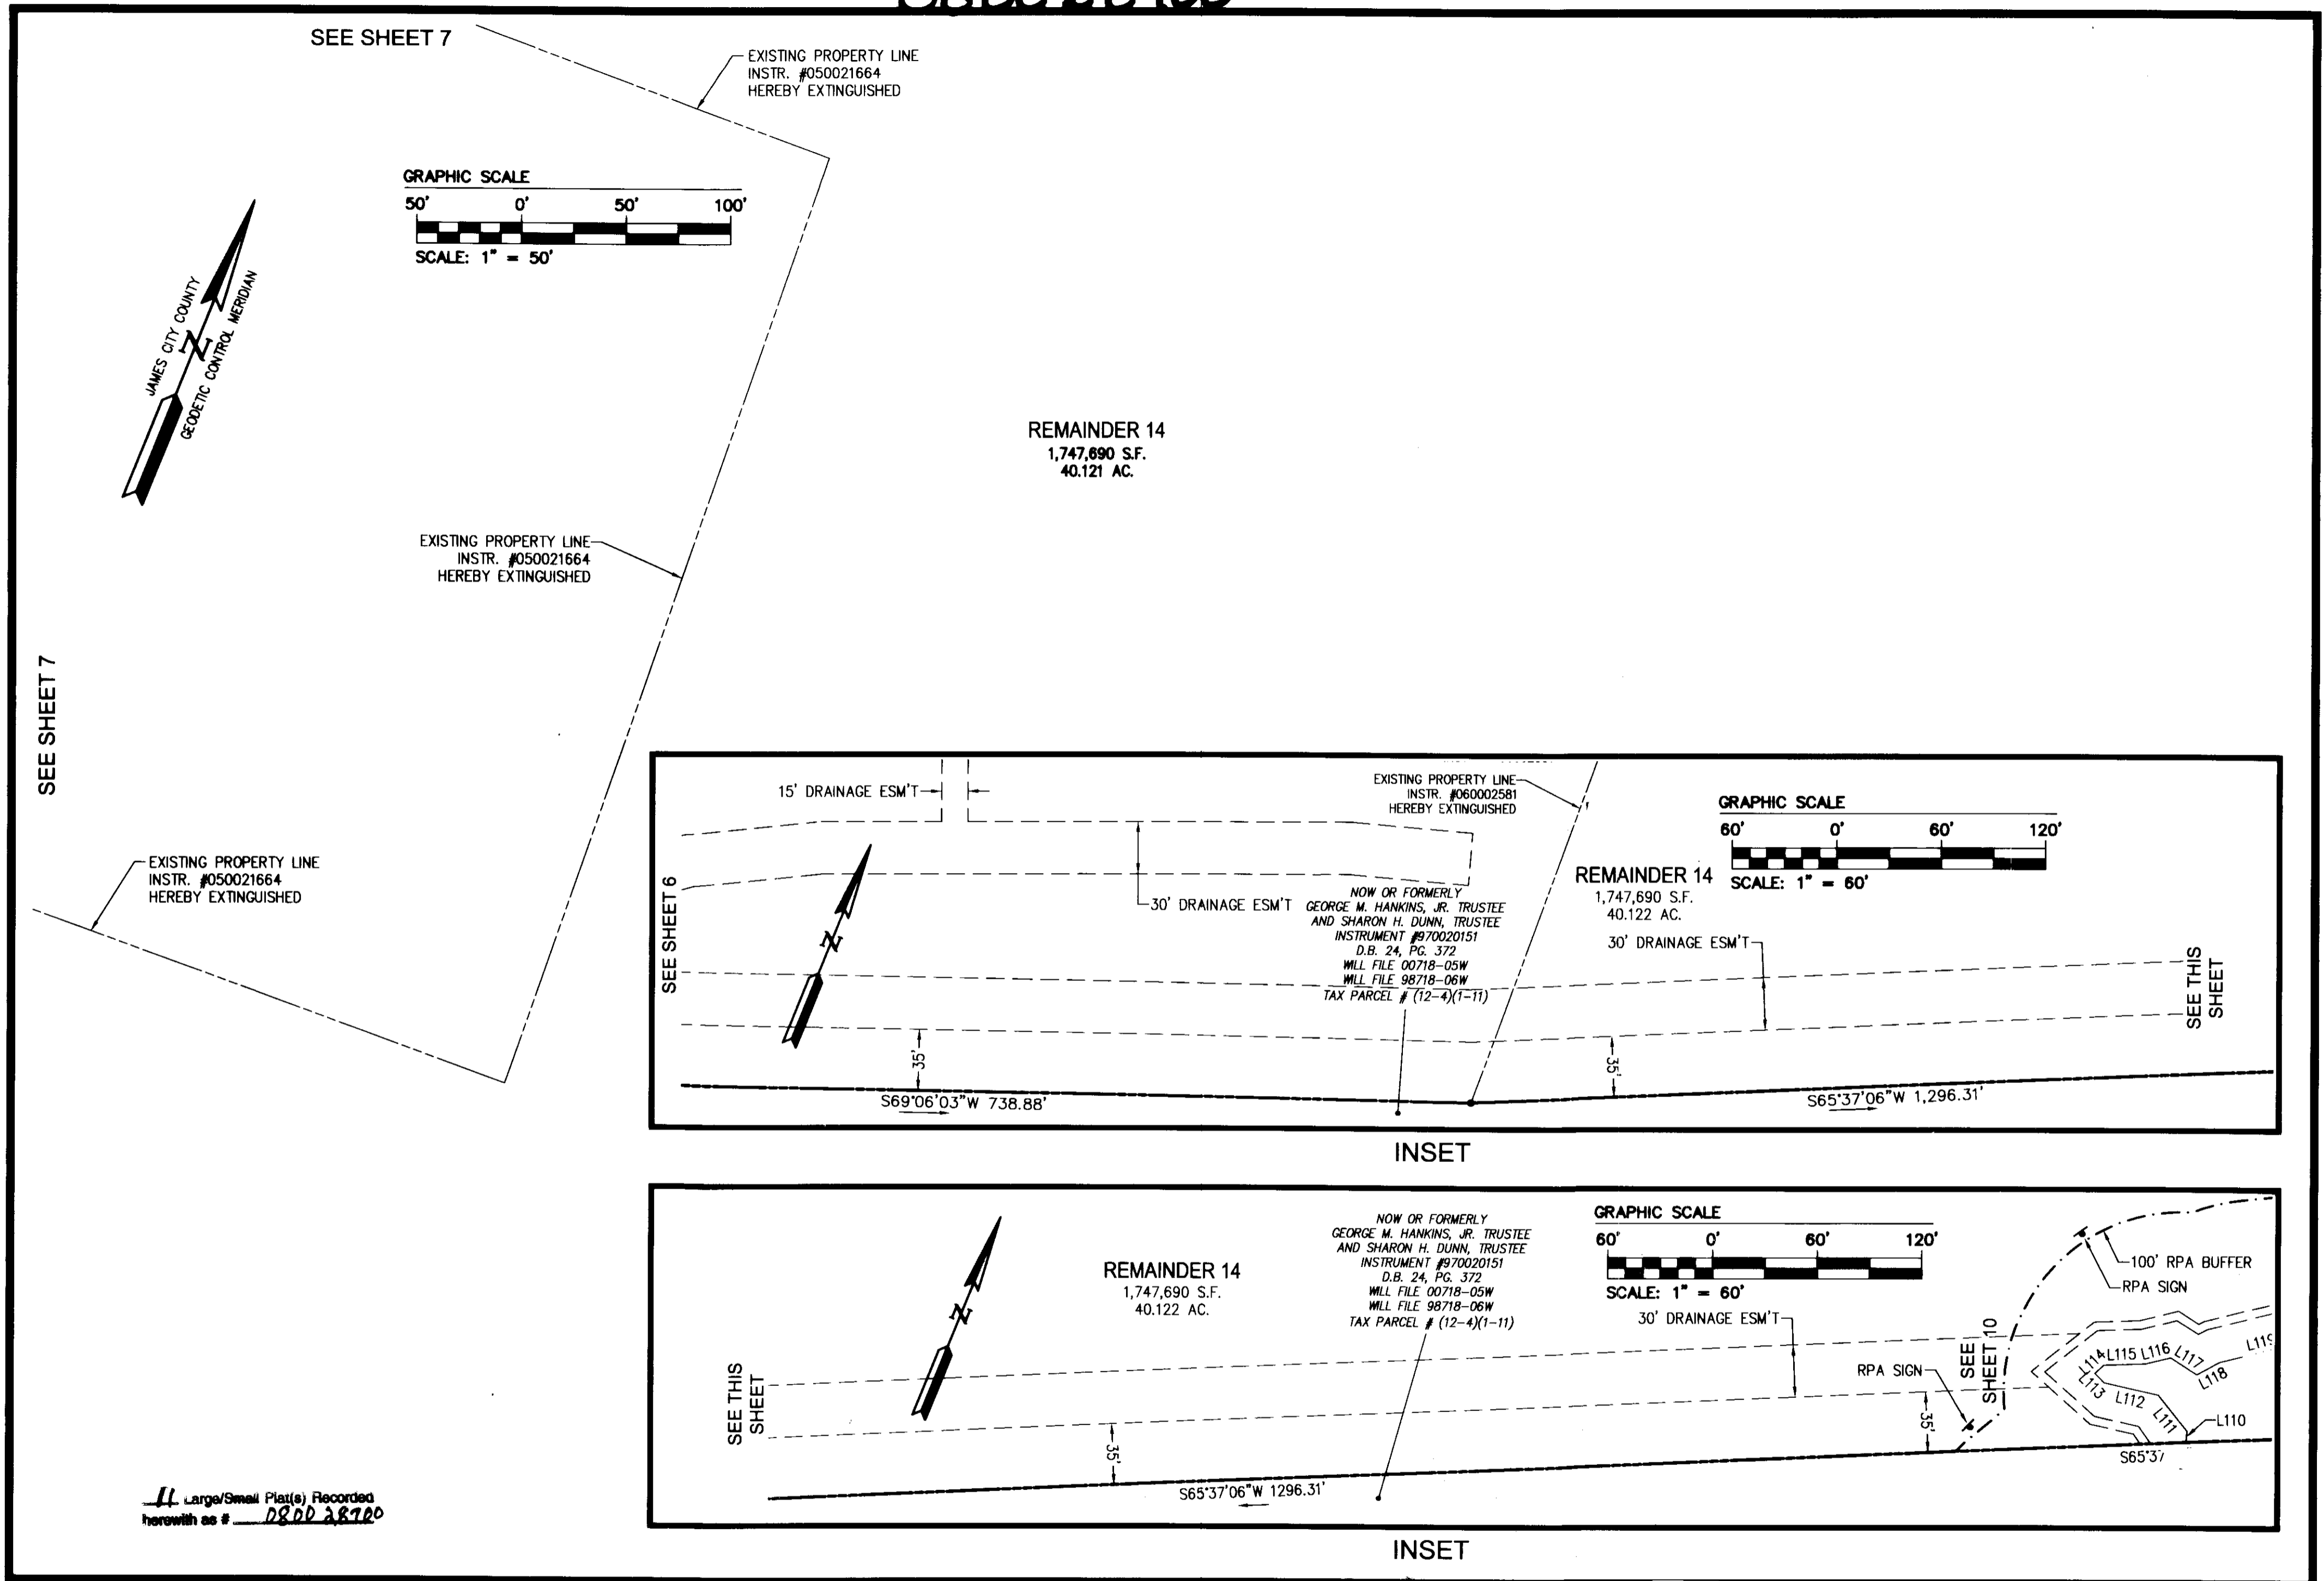 SEE SHEET 7
EXISTING PROPERTY LINE
INSTR. #050021664
HEREBY EXTINGUISHED
GRAPHIC SCALE
50' 0' 50' 100'
SCALE: 1" = 50'
JAMES CITY COUNTY
N
GEODETIC CONTROL MERIDIAN
REMAINDER 14
1,747,690 S.F.
40.121 AC.
EXISTING PROPERTY LINE
INSTR. #050021664
HEREBY EXTINGUISHED
SEE SHEET 7
EXISTING PROPERTY LINE
INSTR. #050021664
HEREBY EXTINGUISHED
15' DRAINAGE ESM'T
EXISTING PROPERTY LINE
INSTR. #060002581
HEREBY EXTINGUISHED
GRAPHIC SCALE
60' 0' 60' 120'
SCALE: 1" = 60'
SEE SHEET 6
N
30' DRAINAGE ESM'T
NOW OR FORMERLY
GEORGE M. HANKINS, JR. TRUSTEE
AND SHARON H. DUNN, TRUSTEE
INSTRUMENT #970020151
D.B. 24, PG. 372
WILL FILE 00718-05W
WILL FILE 98718-06W
TAX PARCEL # (12-4)(1-11)
REMAINDER 14
1,747,690 S.F.
40.122 AC.
30' DRAINAGE ESM'T
SEE THIS
SHEET
35'
35'
S69°06'03"W 738.88'
S65°37'06"W 1,296.31'
INSET
N
REMAINDER 14
1,747,690 S.F.
40.122 AC.
NOW OR FORMERLY
GEORGE M. HANKINS, JR. TRUSTEE
AND SHARON H. DUNN, TRUSTEE
INSTRUMENT #970020151
D.B. 24, PG. 372
WILL FILE 00718-05W
WILL FILE 98718-06W
TAX PARCEL # (12-4)(1-11)
GRAPHIC SCALE
60' 0' 60' 120'
SCALE: 1" = 60'
30' DRAINAGE ESM'T
100' RPA BUFFER
RPA SIGN
SEE THIS
SHEET
RPA SIGN
SEE
SHEET 10
L114 L115 L116 L117 L118 L119
L113 L112 L111 L110
35'
35'
S65°37'06"W 1296.31'
S65°37
INSET
11 Large/Small Plat(s) Recorded
herewith as # 080028700